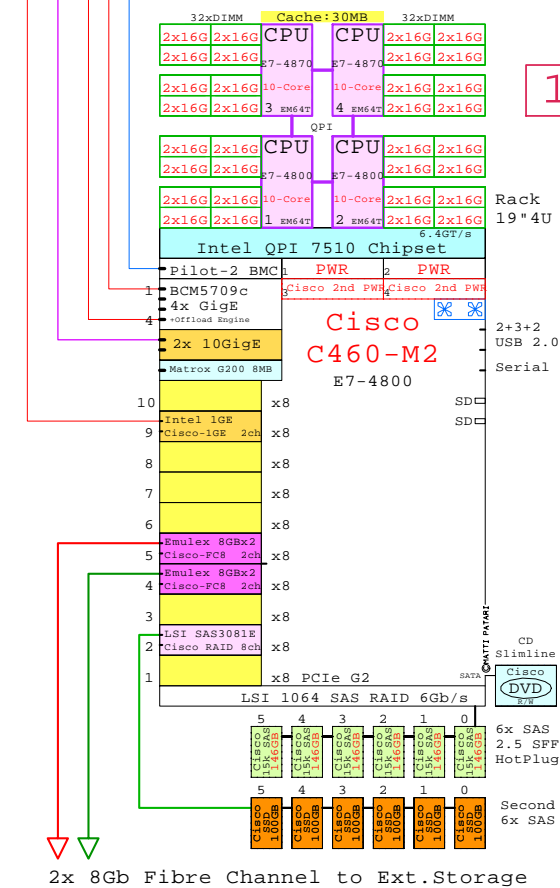 32xDIMM Cache:30MB 32xDIMM
2x16G 2x16G CPU CPU 2x16G 2x16G
2x16G 2x16G E7-4870 E7-4870 2x16G 2x16G
2x16G 2x16G 10-Core 10-Core 2x16G 2x16G
2x16G 2x16G 3 EM64T 4 EM64T 2x16G 2x16G
1
QPI
2x16G 2x16G CPU CPU 2x16G 2x16G
2x16G 2x16G E7-4800 E7-4800 2x16G 2x16G
2x16G 2x16G 10-Core 10-Core 2x16G 2x16G
2x16G 2x16G 1 EM64T 2 EM64T 2x16G 2x16G
Rack
19"4U
6.4GT/s
Intel QPI 7510 Chipset
Pilot-2 BMC 1 PWR 2 PWR
3 Cisco 2nd PWR 4 Cisco 2nd PWR
1 BCM5709c
4x GigE
4 +Offload Engine
Cisco
C460-M2
E7-4800
2x 10GigE
Matrox G200 8MB
2+3+2
USB 2.0
Serial
SD
SD
10 x8
Intel 1GE
9 Cisco-1GE 2ch x8
8 x8
7 x8
6 x8
Emulex 8GBx2
5 Cisco-FC8 2ch x8
Emulex 8GBx2
4 Cisco-FC8 2ch x8
3 x8
LSI SAS3081E
2 Cisco RAID 8ch x8
1 x8 PCIe G2
©MATTI PATARI
SATA
CD
Slimline
Cisco
DVD
R/W
LSI 1064 SAS RAID 6Gb/s
5 4 3 2 1 0
Cisco 15k SAS 146GB
Cisco 15k SAS 146GB
Cisco 15k SAS 146GB
Cisco 15k SAS 146GB
Cisco 15k SAS 146GB
Cisco 15k SAS 146GB
6x SAS
2.5 SFF
HotPlug
5 4 3 2 1 0
Cisco SSD 100GB
Cisco SSD 100GB
Cisco SSD 100GB
Cisco SSD 100GB
Cisco SSD 100GB
Cisco SSD 100GB
Second
6x SAS
2x 8Gb Fibre Channel to Ext.Storage